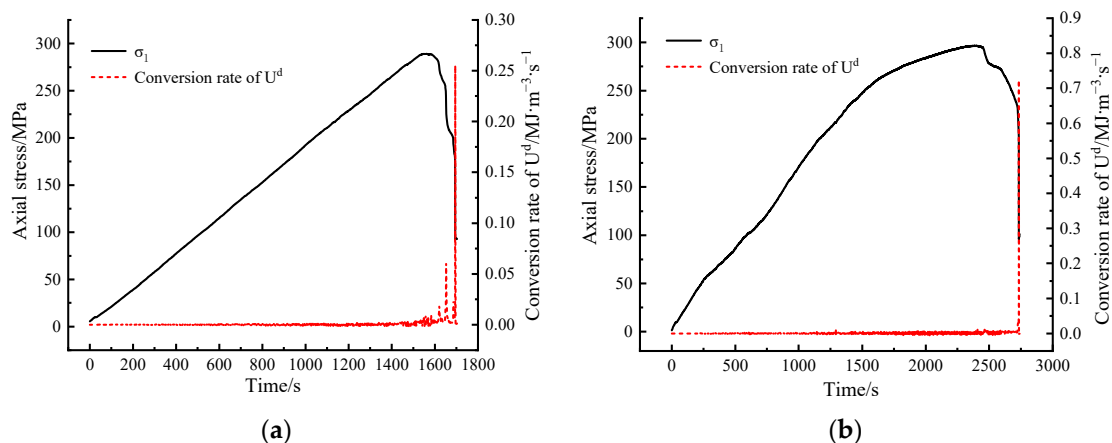 σ1
Conversion rate of Ud
Axial stress/MPa
300
250
200
150
100
50
0
0.30
0.25
0.20
0.15
0.10
0.05
0.00
Conversion rate of Ud/MJ·m−3·s−1
0 200 400 600 800 1000 1200 1400 1600 1800
Time/s
(a)
σ1
Conversion rate of Ud
Axial stress/MPa
300
250
200
150
100
50
0
0.9
0.8
0.7
0.6
0.5
0.4
0.3
0.2
0.1
0.0
Conversion rate of Ud/MJ·m−3·s−1
0 500 1000 1500 2000 2500 3000
Time/s
(b)